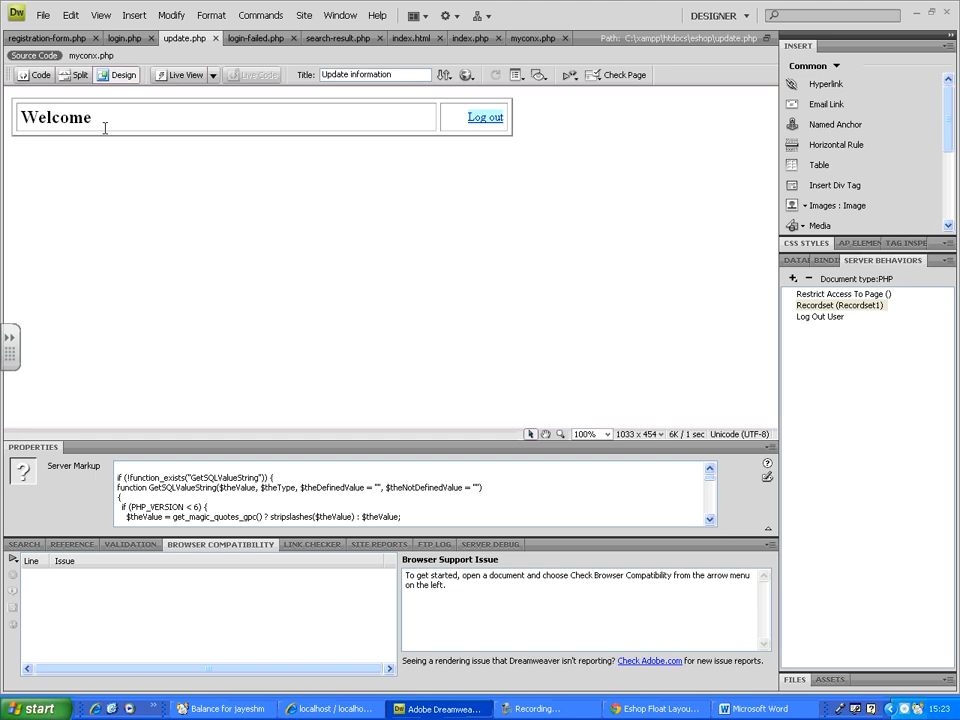 Dw File Edit View Insert Modify Format Commands Site Window Help DESIGNER
registration-form.php login.php update.php login-failed.php search-result.php index.html index.php myconx.php Path: C:\xampp\htdocs\eshop\update.php
Source Code myconx.php
Code Split Design Live View Live Code Title: Update information Check Page
Welcome Log out
INSERT
Common
Hyperlink
Email Link
Named Anchor
Horizontal Rule
Table
Insert Div Tag
Images : Image
Media
CSS STYLES AP ELEMEN TAG INSPE
DATA BINDI SERVER BEHAVIORS
Document type:PHP
Restrict Access To Page ()
Recordset (Recordset1)
Log Out User
100% 1033 x 454 6K / 1 sec Unicode (UTF-8)
PROPERTIES
Server Markup
if (!function_exists("GetSQLValueString")) {
function GetSQLValueString($theValue, $theType, $theDefinedValue = "", $theNotDefinedValue = "")
{
if (PHP_VERSION < 6) {
$theValue = get_magic_quotes_gpc() ? stripslashes($theValue) : $theValue;
SEARCH REFERENCE VALIDATION BROWSER COMPATIBILITY LINK CHECKER SITE REPORTS FTP LOG SERVER DEBUG
Line Issue
Browser Support Issue
To get started, open a document and choose Check Browser Compatibility from the arrow menu
on the left.
Seeing a rendering issue that Dreamweaver isn't reporting? Check Adobe.com for new issue reports.
FILES ASSETS
start Balance for jayeshm localhost / localho... Adobe Dreamwea... Recording... Eshop Float Layou... Microsoft Word 15:23